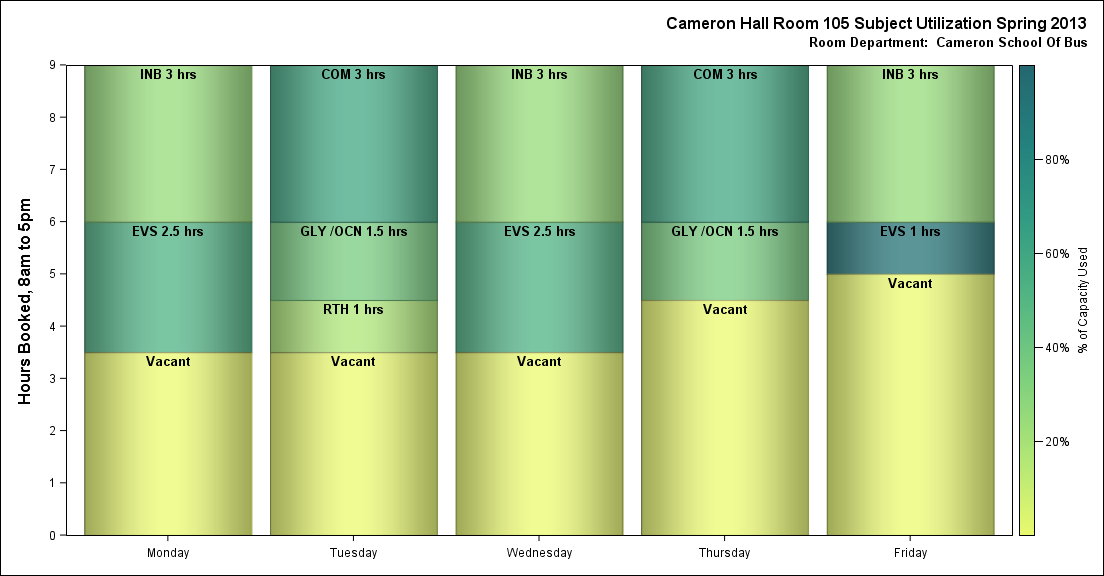 Cameron Hall Room 105 Subject Utilization Spring 2013
Room Department:  Cameron School Of Bus
Hours Booked, 8am to 5pm
9
8
7
6
5
4
3
2
1
0
INB 3 hrs
EVS 2.5 hrs
Vacant
COM 3 hrs
GLY /OCN 1.5 hrs
RTH 1 hrs
Vacant
INB 3 hrs
EVS 2.5 hrs
Vacant
COM 3 hrs
GLY /OCN 1.5 hrs
Vacant
INB 3 hrs
EVS 1 hrs
Vacant
Monday
Tuesday
Wednesday
Thursday
Friday
80%
60%
40%
20%
% of Capacity Used